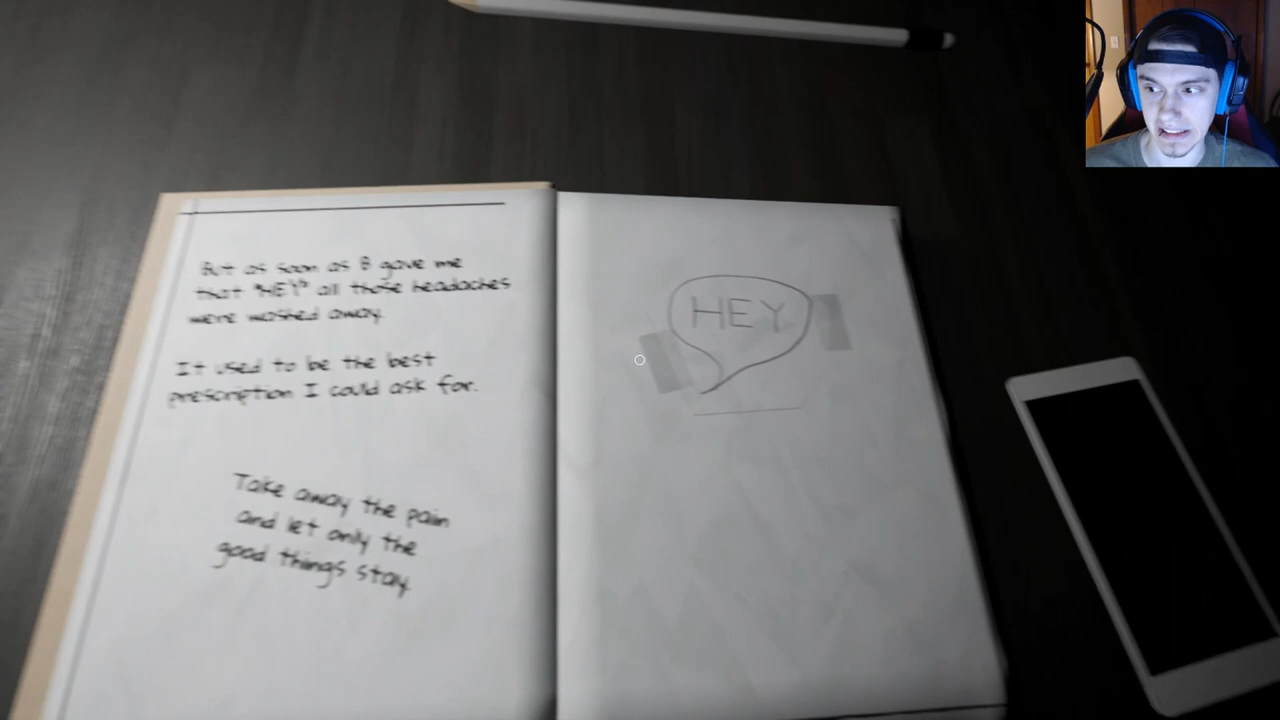 But as soon as B gave me
that "HEY" all those headaches
were washed away.
It used to be the best
prescription I could ask for.
Take away the pain
and let only the
good things stay.
HEY